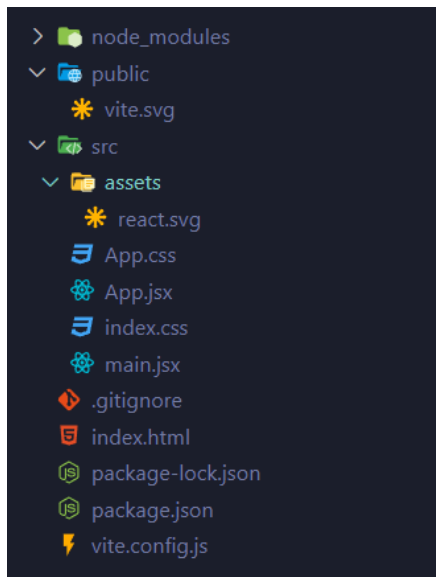 node_modules
public
vite.svg
src
assets
react.svg
App.css
App.jsx
index.css
main.jsx
.gitignore
index.html
package-lock.json
package.json
vite.config.js